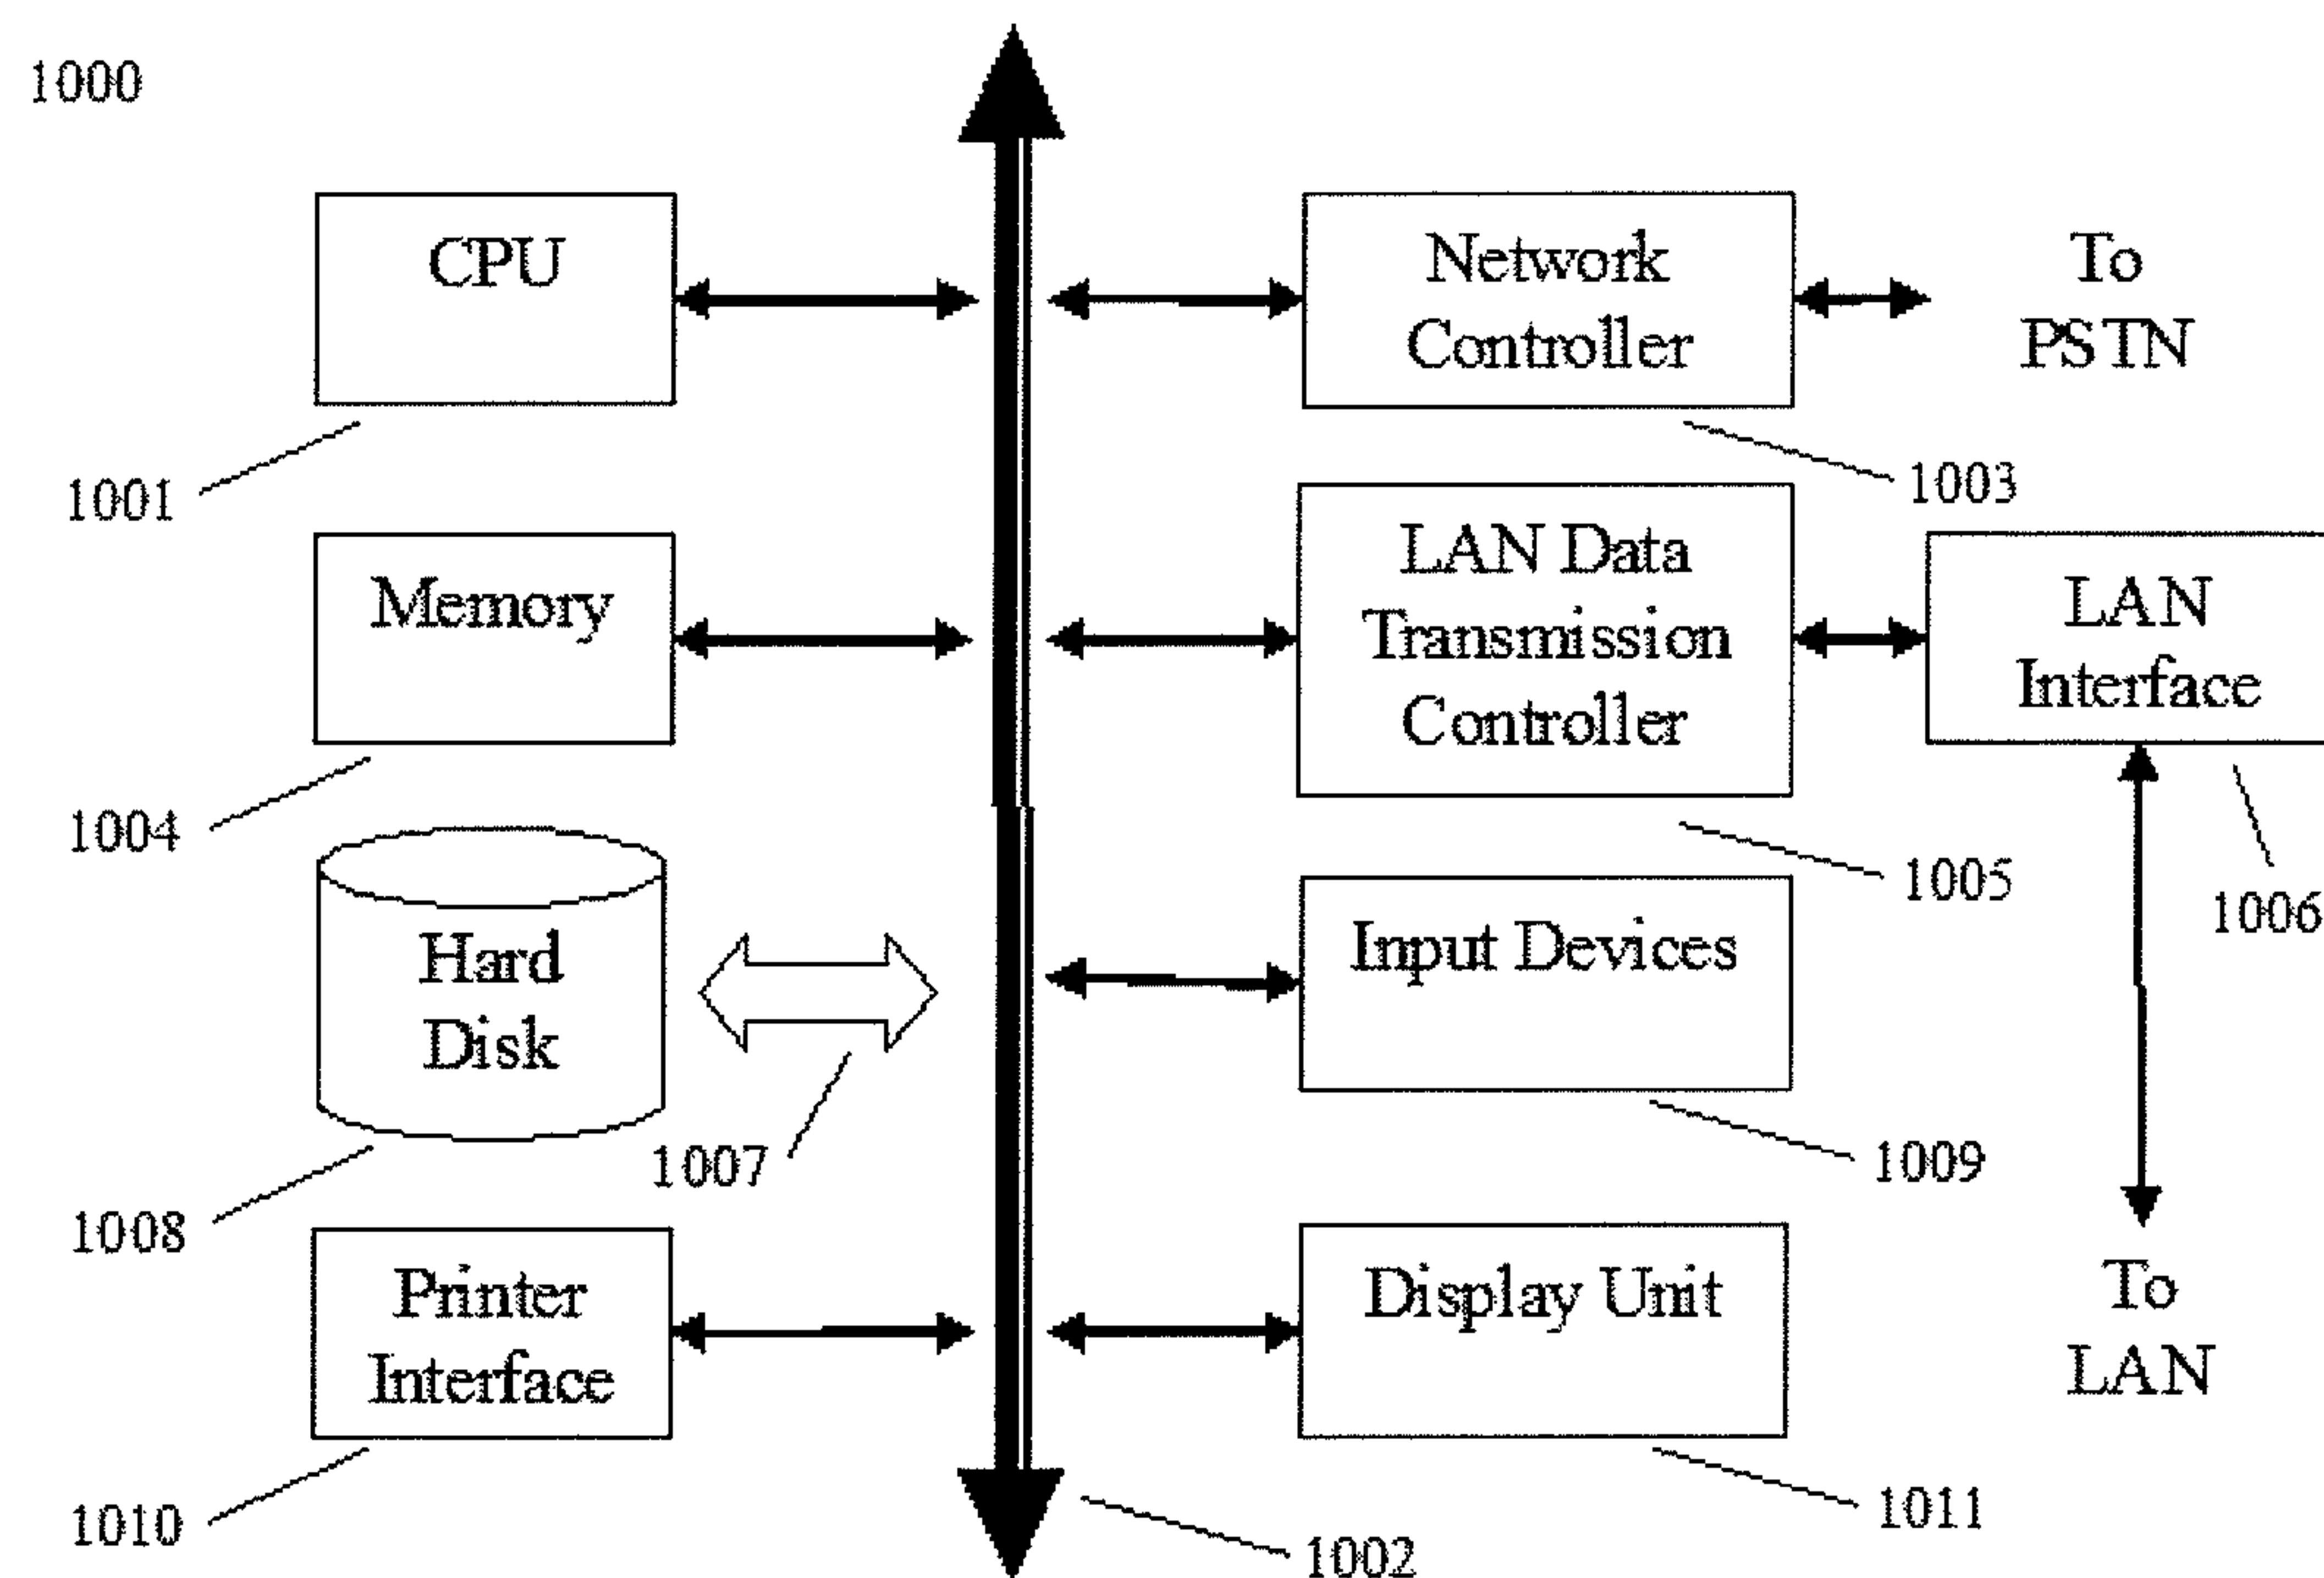 1000
CPU
Network
Controller
To
PSTN
1001
1003
Memory
LAN Data
Transmission
Controller
LAN
Interface
1004
1005
1006
Hard
Disk
Input Devices
1007
1008
1009
Printer
Interface
Display Unit
To
LAN
1010
1011
1002